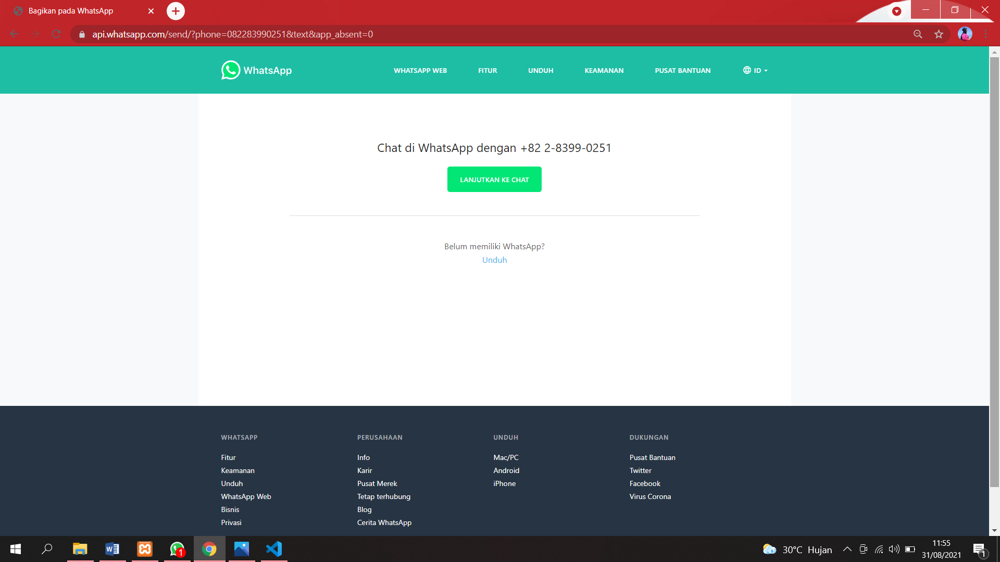 Bagikan pada WhatsApp
api.whatsapp.com/send/?phone=082283990251&text&app_absent=0
WhatsApp
WHATSAPP WEB
FITUR
UNDUH
KEAMANAN
PUSAT BANTUAN
ID
Chat di WhatsApp dengan +82 2-8399-0251
LANJUTKAN KE CHAT
Belum memiliki WhatsApp?
Unduh
WHATSAPP
Fitur
Keamanan
Unduh
WhatsApp Web
Bisnis
Privasi
PERUSAHAAN
Info
Karir
Pusat Merek
Tetap terhubung
Blog
Cerita WhatsApp
UNDUH
Mac/PC
Android
iPhone
DUKUNGAN
Pusat Bantuan
Twitter
Facebook
Virus Corona
1
30°C Hujan
11:55
31/08/2021
1